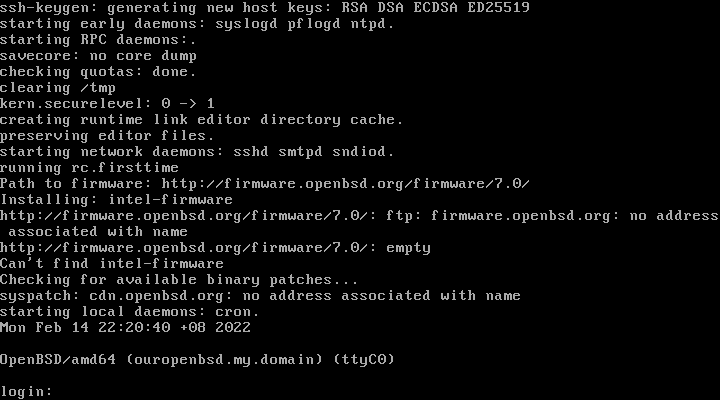 ssh-keygen: generating new host keys: RSA DSA ECDSA ED25519
starting early daemons: syslogd pflogd ntpd.
starting RPC daemons:.
savecore: no core dump
checking quotas: done.
clearing /tmp
kern.securelevel: 0 -> 1
creating runtime link editor directory cache.
preserving editor files.
starting network daemons: sshd smtpd sndiod.
running rc.firsttime
Path to firmware: http://firmware.openbsd.org/firmware/7.0/
Installing: intel-firmware
http://firmware.openbsd.org/firmware/7.0/: ftp: firmware.openbsd.org: no address
 associated with name
http://firmware.openbsd.org/firmware/7.0/: empty
Can't find intel-firmware
Checking for available binary patches...
syspatch: cdn.openbsd.org: no address associated with name
starting local daemons: cron.
Mon Feb 14 22:20:40 +08 2022
OpenBSD/amd64 (ouropenbsd.my.domain) (ttyC0)
login: